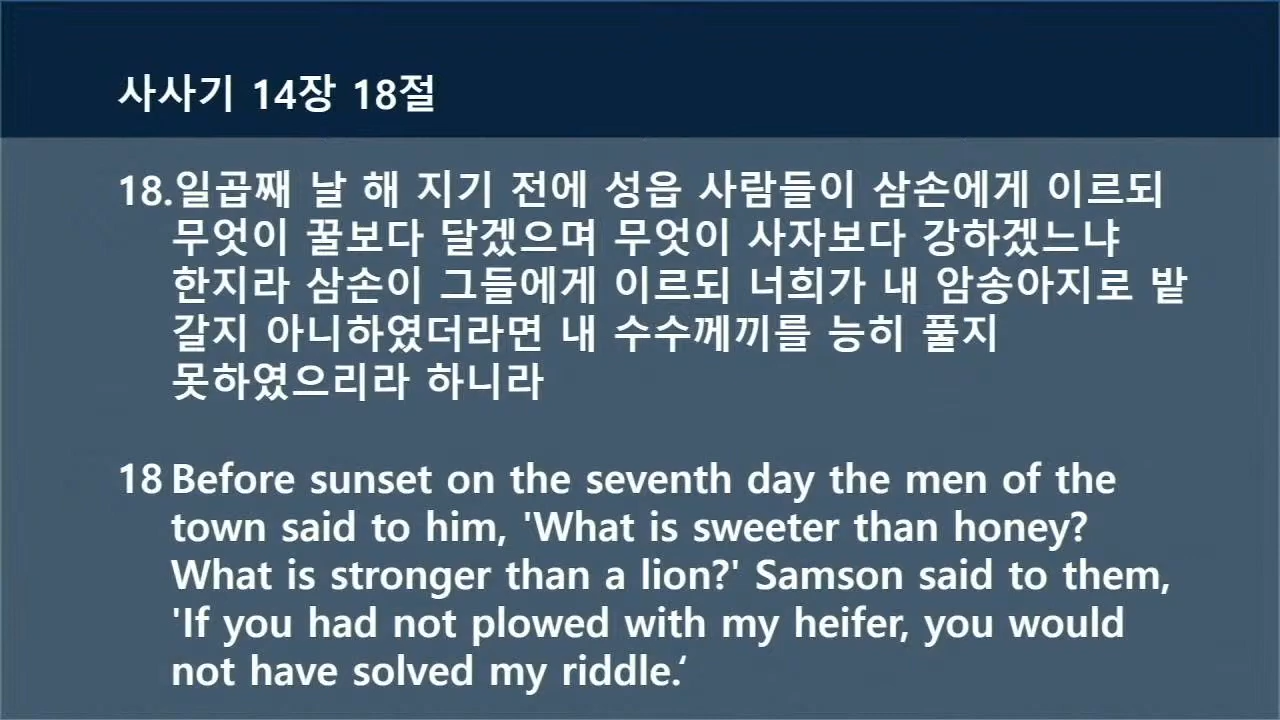 사사기 14장 18절
18.일곱째 날 해 지기 전에 성읍 사람들이 삼손에게 이르되
무엇이 꿀보다 달겠으며 무엇이 사자보다 강하겠느냐
한지라 삼손이 그들에게 이르되 너희가 내 암송아지로 밭
갈지 아니하였더라면 내 수수께끼를 능히 풀지
못하였으리라 하니라
18 Before sunset on the seventh day the men of the
town said to him, 'What is sweeter than honey?
What is stronger than a lion?' Samson said to them,
'If you had not plowed with my heifer, you would
not have solved my riddle.‘